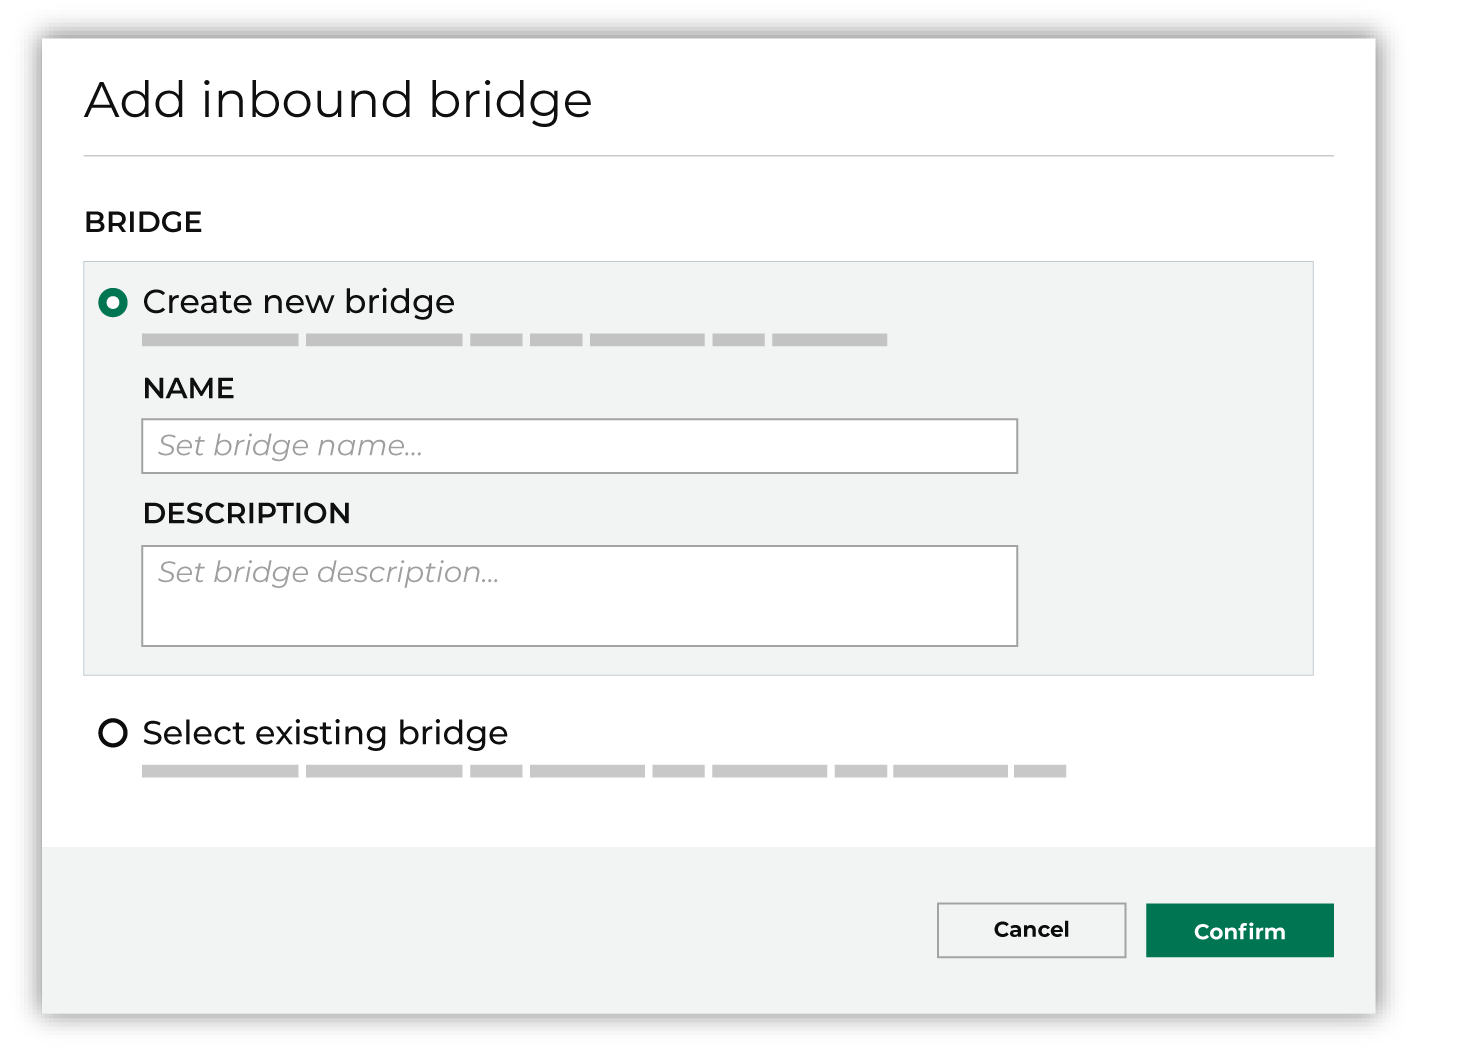 Add inbound bridge
BRIDGE
Create new bridge
NAME
Set bridge name...
DESCRIPTION
Set bridge description...
Select existing bridge
Cancel
Confirm